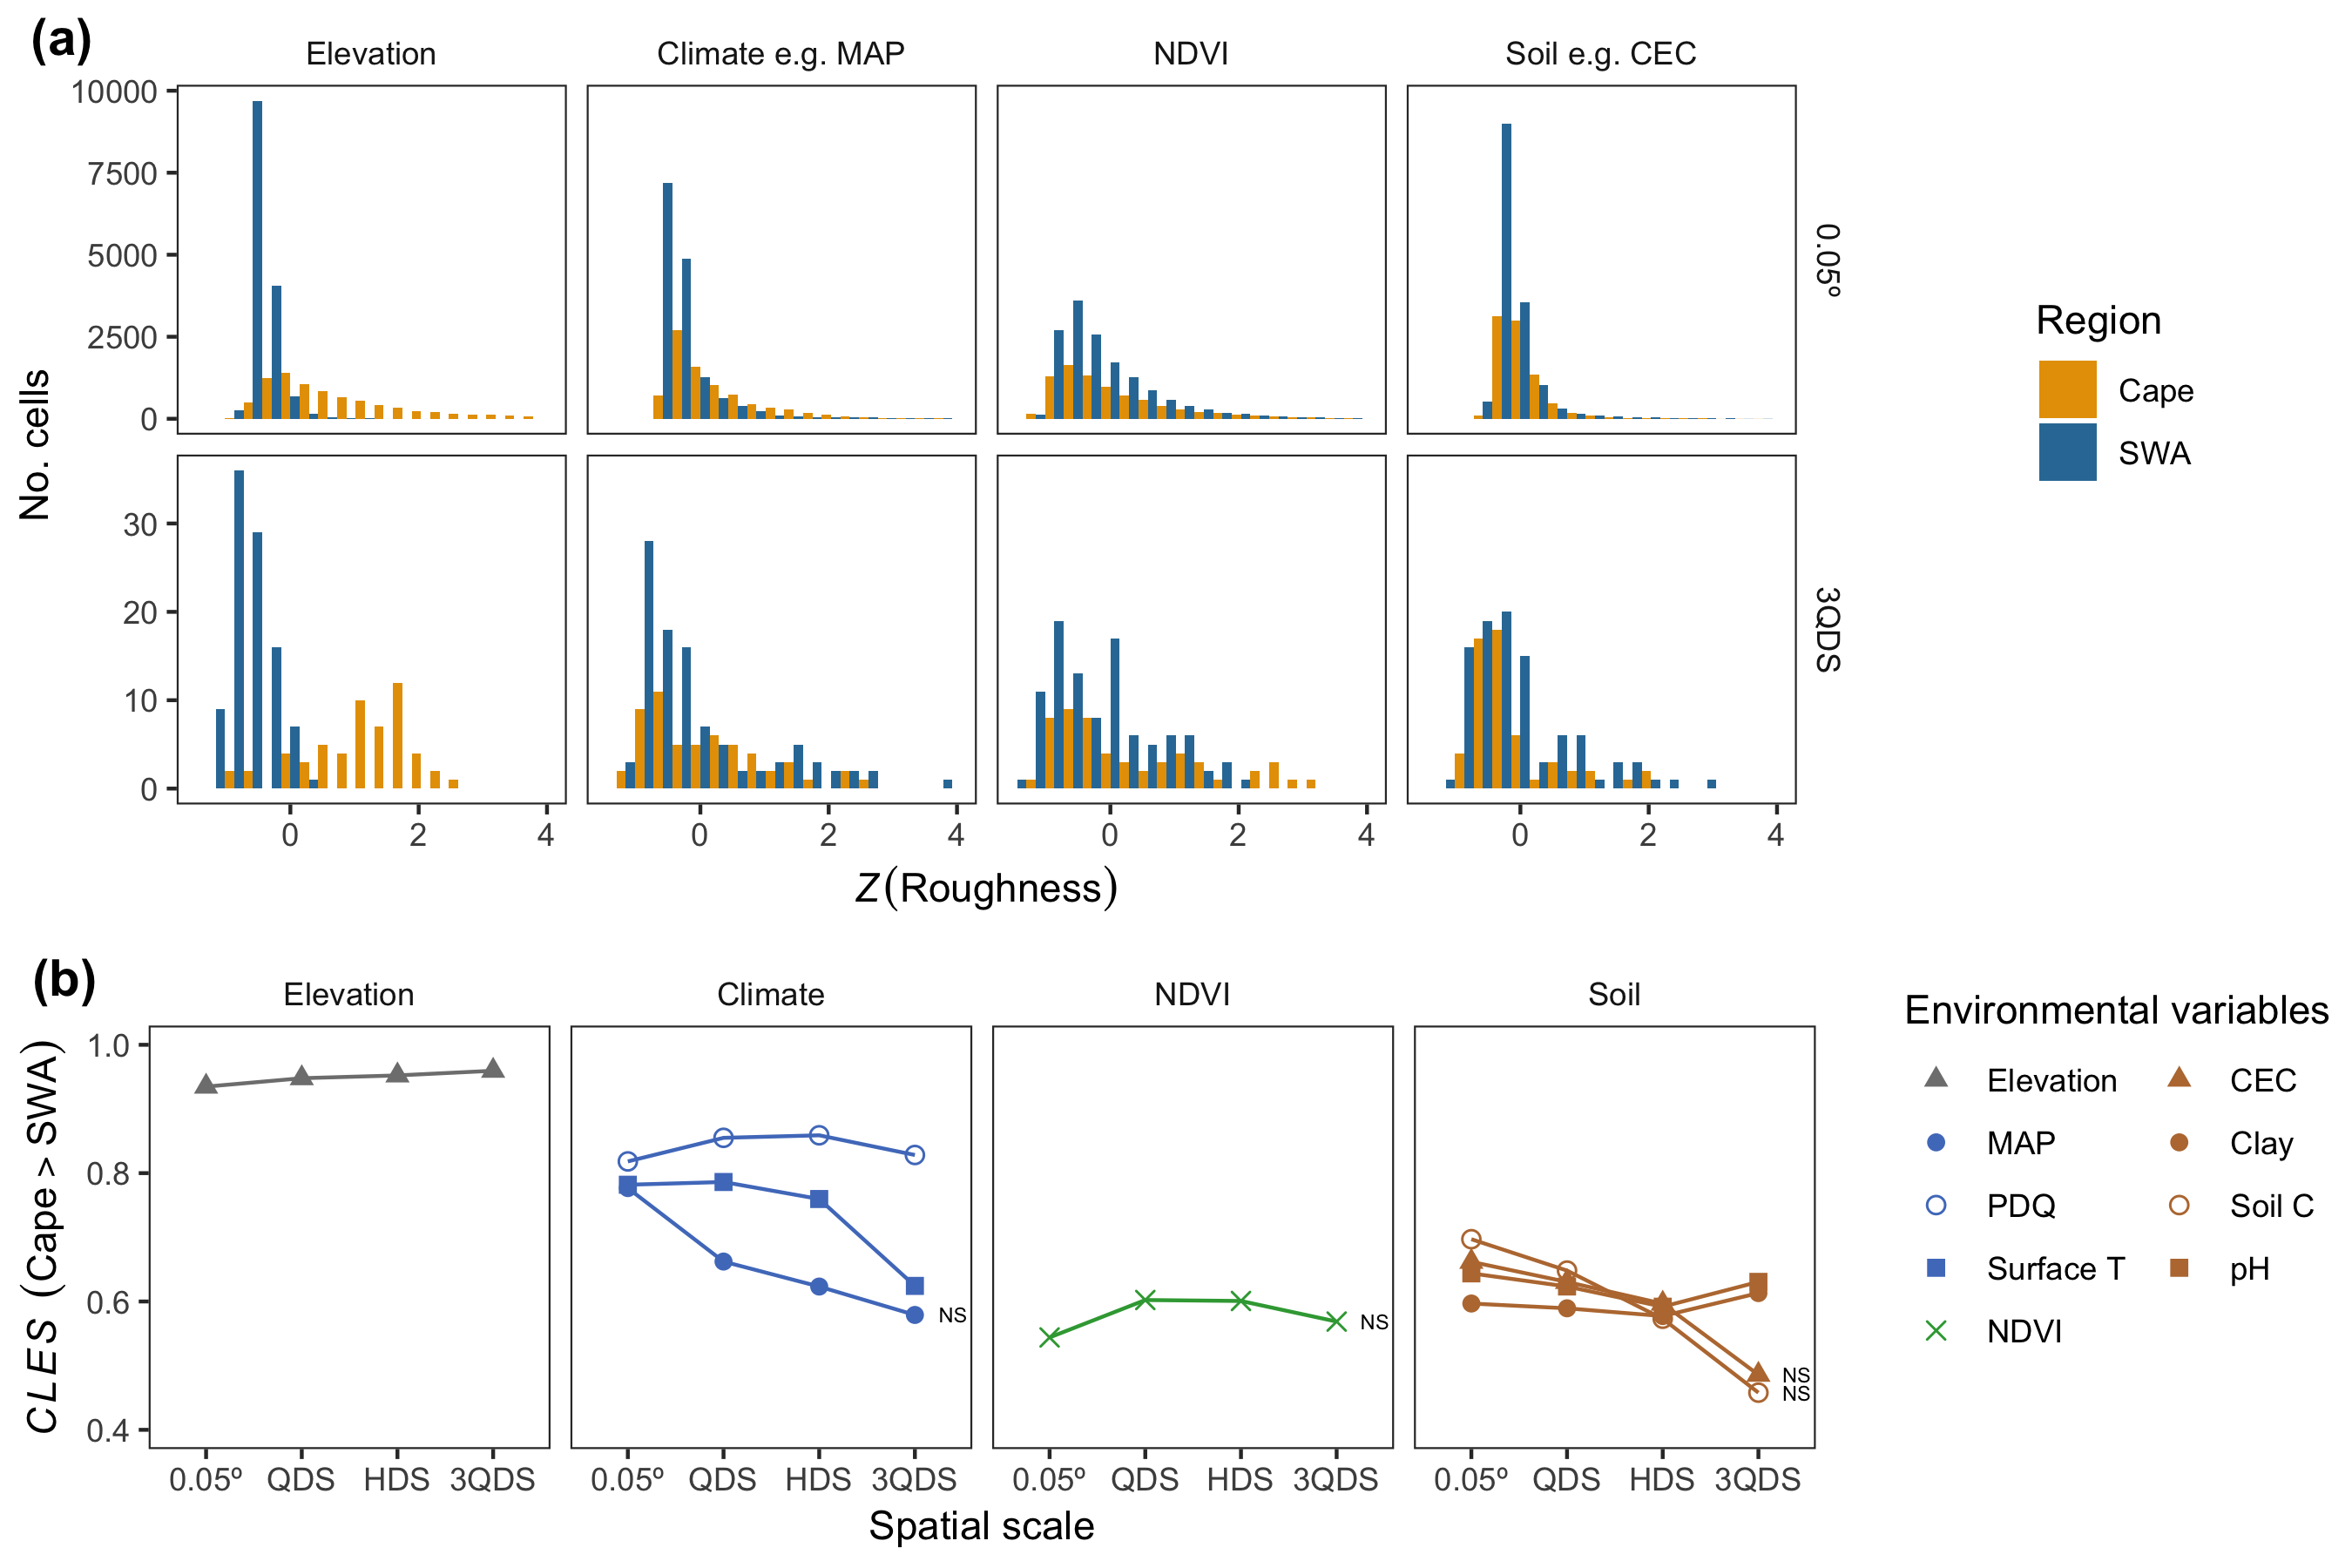 (a)
Elevation
Climate e.g. MAP
NDVI
Soil e.g. CEC
10000
7500
5000
2500
0
0.05º
No. cells
30
20
10
0
3QDS
0 2 4
0 2 4
0 2 4
0 2 4
Z(Roughness)
Region
Cape
SWA
(b)
Elevation
Climate
NDVI
Soil
1.0
0.8
0.6
0.4
CLES (Cape > SWA)
NS
NS
NS
NS
0.05º QDS HDS 3QDS
0.05º QDS HDS 3QDS
0.05º QDS HDS 3QDS
0.05º QDS HDS 3QDS
Spatial scale
Environmental variables
Elevation
MAP
PDQ
Surface T
NDVI
CEC
Clay
Soil C
pH